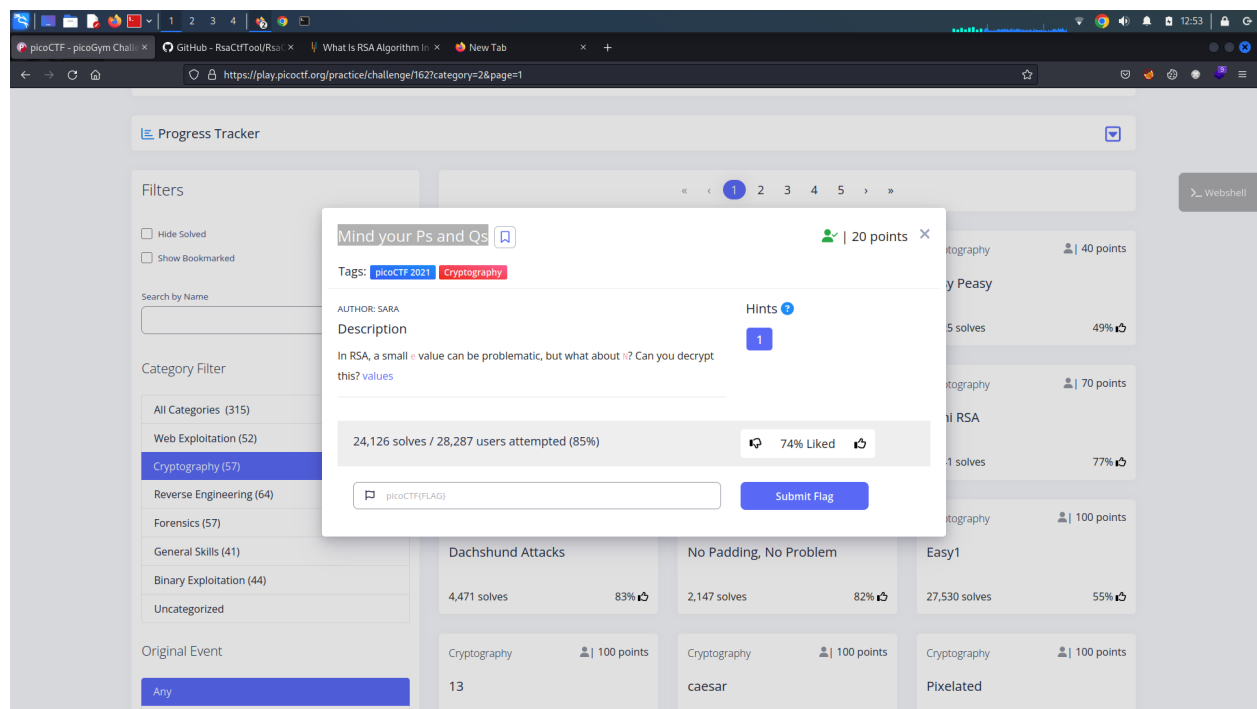 1 2 3 4
12:53
picoCTF - picoGym Challe
GitHub - RsaCtfTool/Rsa
What Is RSA Algorithm In
New Tab
https://play.picoctf.org/practice/challenge/162?category=2&page=1
Progress Tracker
Filters
« ‹ 1 2 3 4 5 › »
Webshell
Hide Solved
Show Bookmarked
Search by Name
Category Filter
All Categories (315)
Web Exploitation (52)
Cryptography (57)
Reverse Engineering (64)
Forensics (57)
General Skills (41)
Binary Exploitation (44)
Uncategorized
Original Event
Any
Mind your Ps and Qs
| 20 points
Tags: picoCTF 2021 Cryptography
AUTHOR: SARA
Description
In RSA, a small e value can be problematic, but what about N? Can you decrypt
this? values
Hints ?
1
24,126 solves / 28,287 users attempted (85%)
74% Liked
picoCTF{FLAG}
Submit Flag
tography | 40 points
y Peasy
5 solves 49%
tography | 70 points
ni RSA
1 solves 77%
tography | 100 points
Dachshund Attacks
4,471 solves 83%
No Padding, No Problem
2,147 solves 82%
Easy1
27,530 solves 55%
Cryptography | 100 points
13
Cryptography | 100 points
caesar
Cryptography | 100 points
Pixelated